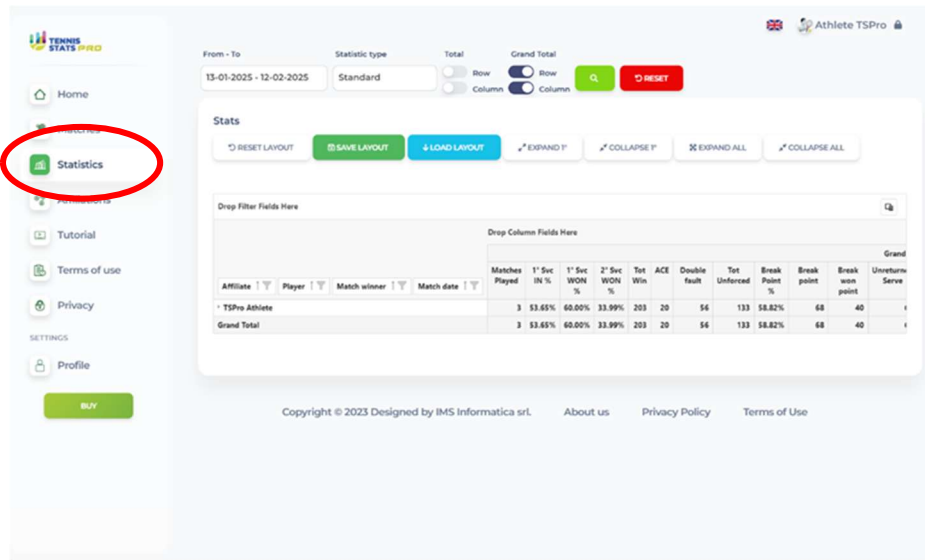 TENNIS
STATS PRO
Athlete TSPro
Home
Matches
Statistics
Affiliations
Tutorial
Terms of use
Privacy
SETTINGS
Profile
BUY
From - To
Statistic type
Total
Grand Total
13-01-2025 - 12-02-2025
Standard
Row
Column
Row
Column
RESET
Stats
RESET LAYOUT
SAVE LAYOUT
LOAD LAYOUT
EXPAND 1°
COLLAPSE 1°
EXPAND ALL
COLLAPSE ALL
Drop Filter Fields Here
Drop Column Fields Here
Grand
Affiliate
Player
Match winner
Match date
Matches Played
1° Svc IN %
1° Svc WON %
2° Svc WON %
Tot Win
ACE
Double fault
Tot Unforced
Break Point %
Break point
Break won point
Serve
TSPro Athlete 3 53.65% 60.00% 33.99% 203 20 56 133 58.82% 68 40
Grand Total 3 53.65% 60.00% 33.99% 203 20 56 133 58.82% 68 40
Copyright © 2023 Designed by IMS Informatica srl. About us Privacy Policy Terms of Use